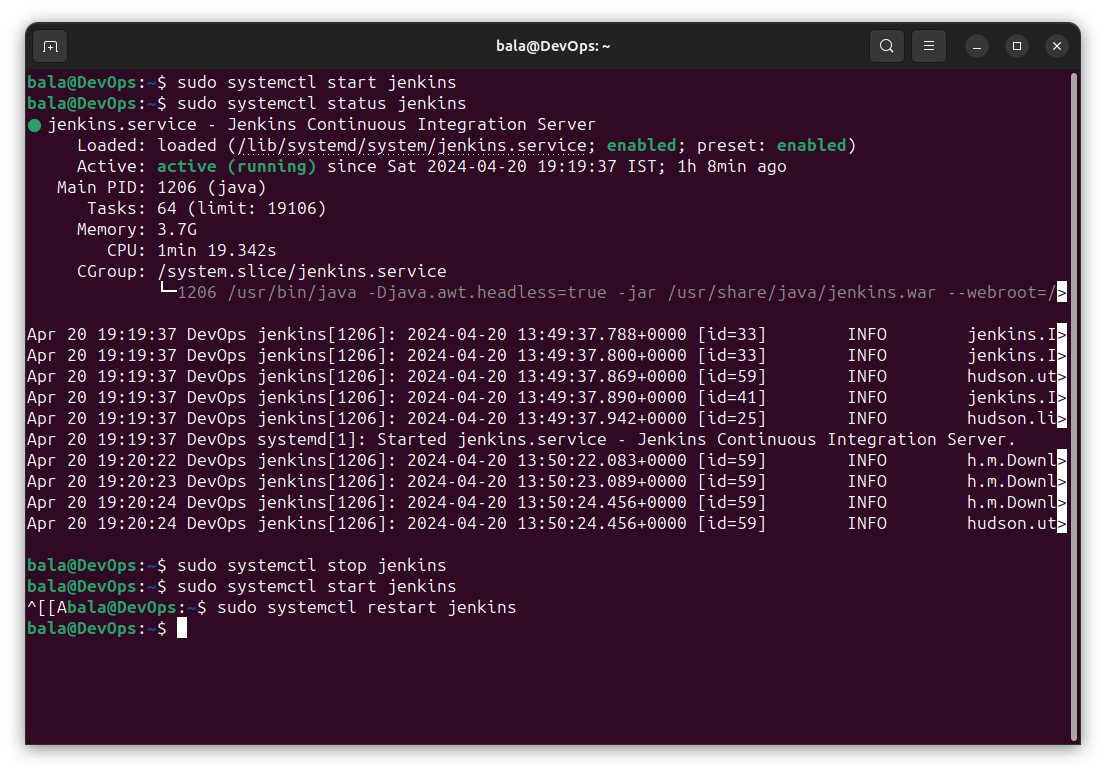 bala@DevOps: ~
bala@DevOps:~$ sudo systemctl start jenkins
bala@DevOps:~$ sudo systemctl status jenkins
● jenkins.service - Jenkins Continuous Integration Server
     Loaded: loaded (/lib/systemd/system/jenkins.service; enabled; preset: enabled)
     Active: active (running) since Sat 2024-04-20 19:19:37 IST; 1h 8min ago
   Main PID: 1206 (java)
      Tasks: 64 (limit: 19106)
     Memory: 3.7G
        CPU: 1min 19.342s
     CGroup: /system.slice/jenkins.service
             └─1206 /usr/bin/java -Djava.awt.headless=true -jar /usr/share/java/jenkins.war --webroot=/>
Apr 20 19:19:37 DevOps jenkins[1206]: 2024-04-20 13:49:37.788+0000 [id=33]        INFO        jenkins.I>
Apr 20 19:19:37 DevOps jenkins[1206]: 2024-04-20 13:49:37.800+0000 [id=33]        INFO        jenkins.I>
Apr 20 19:19:37 DevOps jenkins[1206]: 2024-04-20 13:49:37.869+0000 [id=59]        INFO        hudson.ut>
Apr 20 19:19:37 DevOps jenkins[1206]: 2024-04-20 13:49:37.890+0000 [id=41]        INFO        jenkins.I>
Apr 20 19:19:37 DevOps jenkins[1206]: 2024-04-20 13:49:37.942+0000 [id=25]        INFO        hudson.li>
Apr 20 19:19:37 DevOps systemd[1]: Started jenkins.service - Jenkins Continuous Integration Server.
Apr 20 19:20:22 DevOps jenkins[1206]: 2024-04-20 13:50:22.083+0000 [id=59]        INFO        h.m.Downl>
Apr 20 19:20:23 DevOps jenkins[1206]: 2024-04-20 13:50:23.089+0000 [id=59]        INFO        h.m.Downl>
Apr 20 19:20:24 DevOps jenkins[1206]: 2024-04-20 13:50:24.456+0000 [id=59]        INFO        h.m.Downl>
Apr 20 19:20:24 DevOps jenkins[1206]: 2024-04-20 13:50:24.456+0000 [id=59]        INFO        hudson.ut>
bala@DevOps:~$ sudo systemctl stop jenkins
bala@DevOps:~$ sudo systemctl start jenkins
^[[Abala@DevOps:~$ sudo systemctl restart jenkins
bala@DevOps:~$